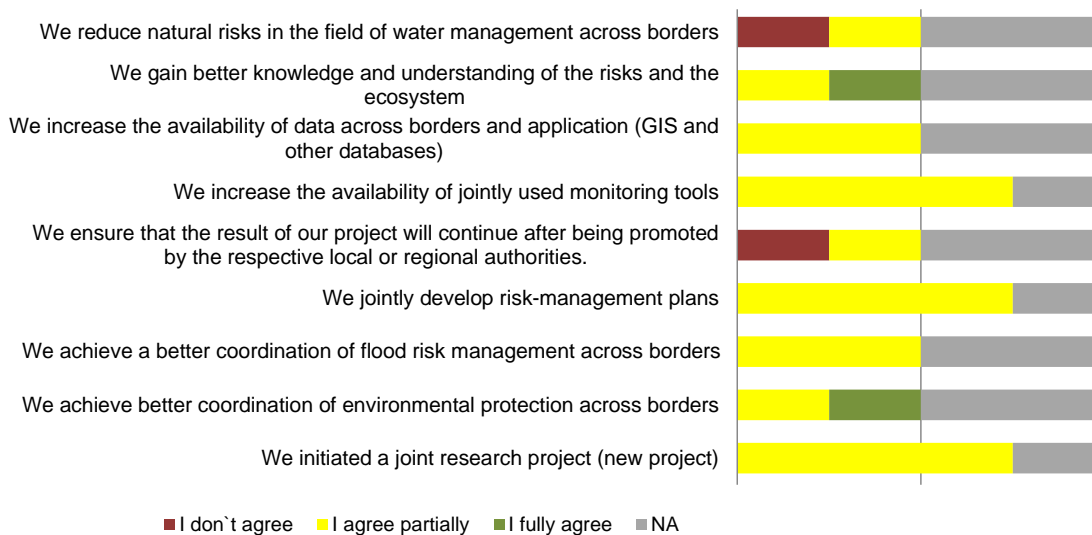 We reduce natural risks in the field of water management across borders
We gain better knowledge and understanding of the risks and the
ecosystem
We increase the availability of data across borders and application (GIS and
other databases)
We increase the availability of jointly used monitoring tools
We ensure that the result of our project will continue after being promoted
by the respective local or regional authorities.
We jointly develop risk-management plans
We achieve a better coordination of flood risk management across borders
We achieve better coordination of environmental protection across borders
We initiated a joint research project (new project)
I don`t agree I agree partially I fully agree NA